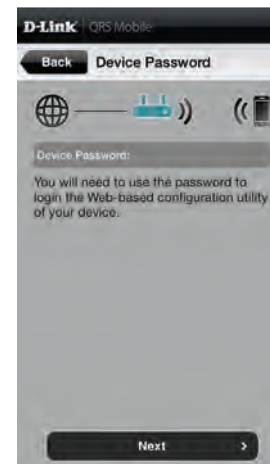 D-Link QRS Mobile
Back Device Password
Device Password:
You will need to use the password to
login the Web-based configuration utility
of your device.
Next